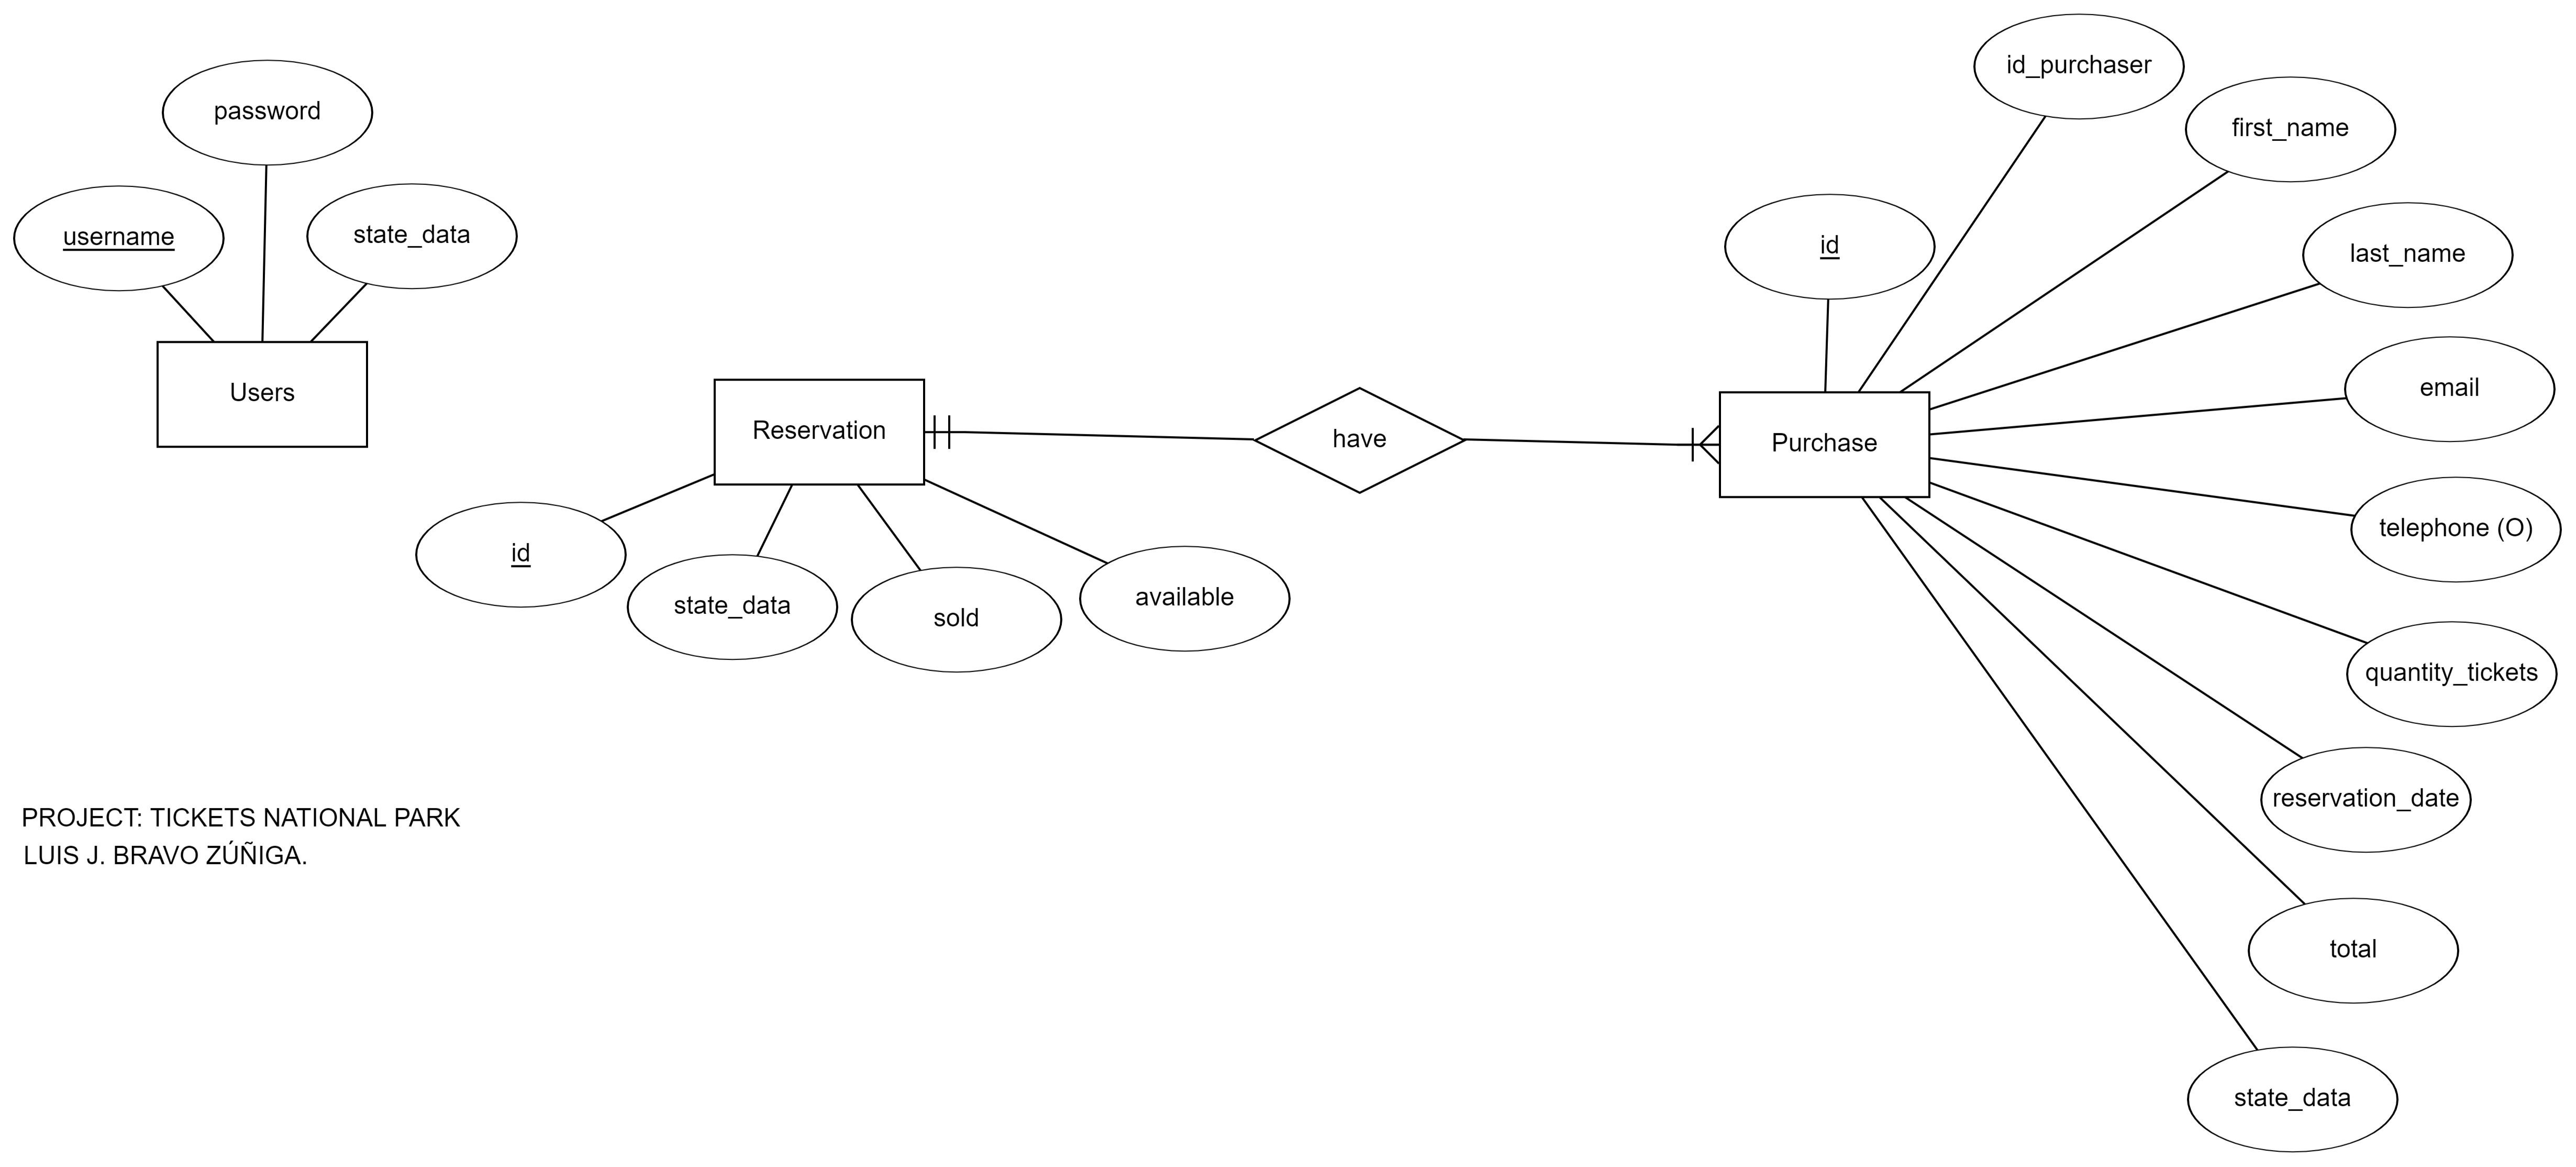 password
username
state_data
Users
Reservation
id
state_data
sold
available
have
Purchase
id
id_purchaser
first_name
last_name
email
telephone (O)
quantity_tickets
reservation_date
total
state_data
PROJECT: TICKETS NATIONAL PARK
LUIS J. BRAVO ZÚÑIGA.